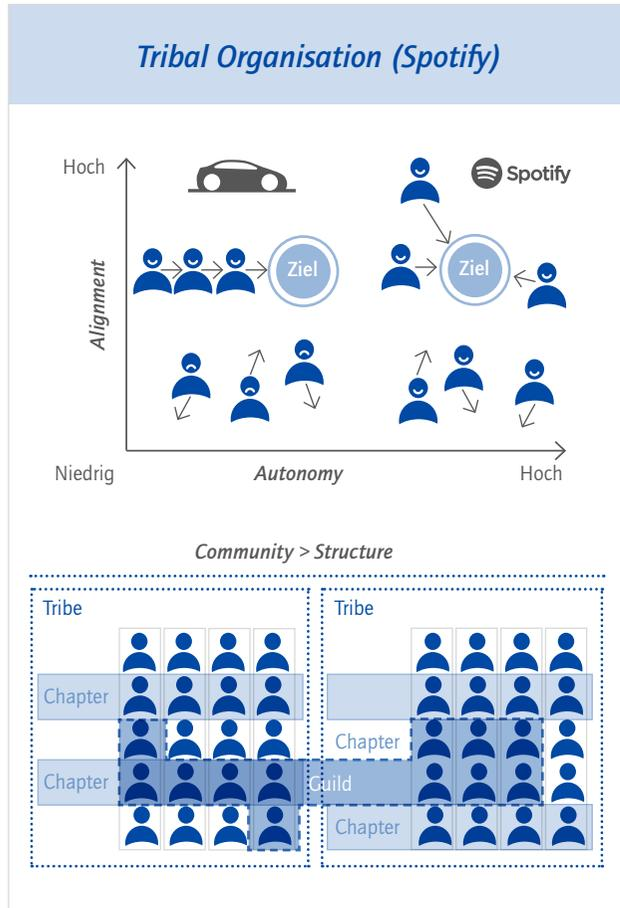 Tribal Organisation (Spotify)
Hoch
Spotify
Alignment
Ziel
Ziel
Niedrig
Autonomy
Hoch
Community > Structure
Tribe
Tribe
Chapter
Chapter
Chapter
Guild
Chapter